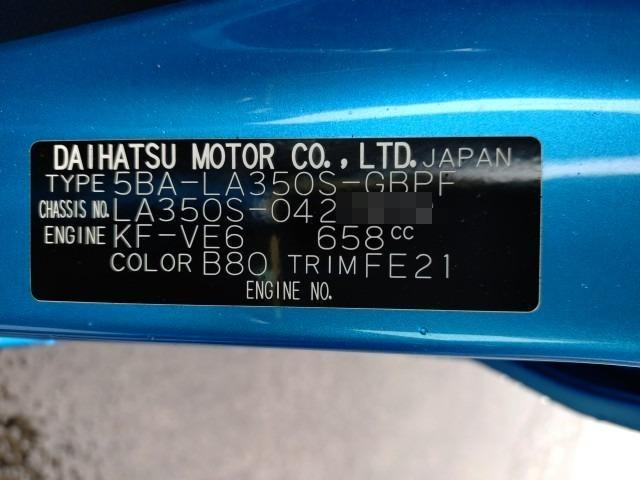 DAIHATSU MOTOR CO., LTD. JAPAN
TYPE 5BA-LA350S-GBPF
CHASSIS NO. LA350S-042
ENGINE KF-VE6 658cc
COLOR B80 TRIM FE21
ENGINE NO.